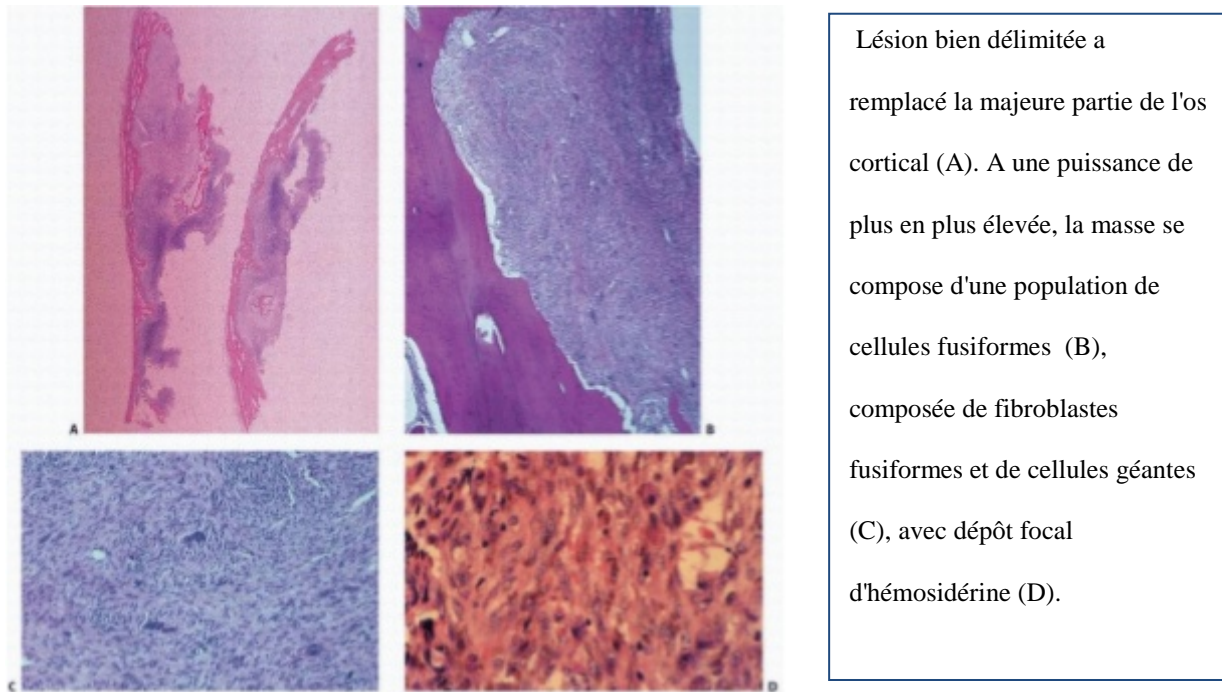 Lésion bien délimitée a
remplacé la majeure partie de l'os
cortical (A). A une puissance de
plus en plus élevée, la masse se
compose d'une population de
cellules fusiformes (B),
composée de fibroblastes
fusiformes et de cellules géantes
(C), avec dépôt focal
d'hémosidérine (D).
A
B
C
D